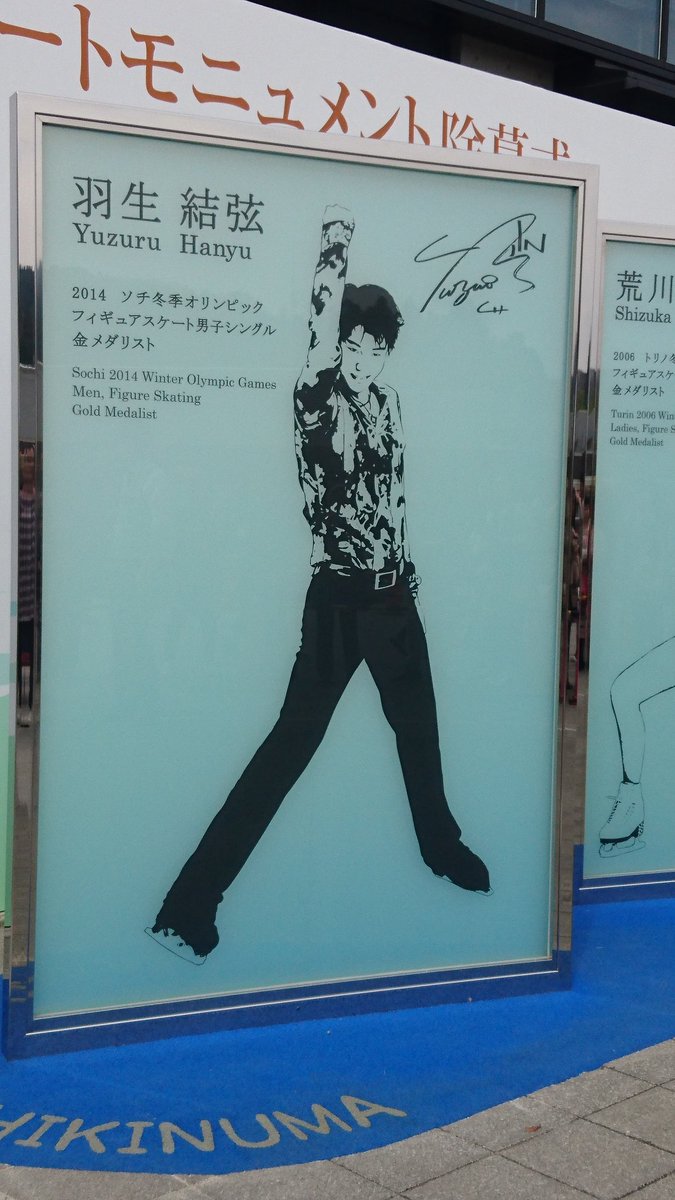 ートモニュメント除幕式
羽生 結弦
Yuzuru Hanyu
2014 ソチ冬季オリンピック
フィギュアスケート男子シングル
金メダリスト
Sochi 2014 Winter Olympic Games
Men, Figure Skating
Gold Medalist
荒川
Shizuka
2006 トリノ冬
フィギュアスケ
金メダリスト
Turin 2006 Win
Ladies, Figure S
Gold Medalist
HIKINUMA